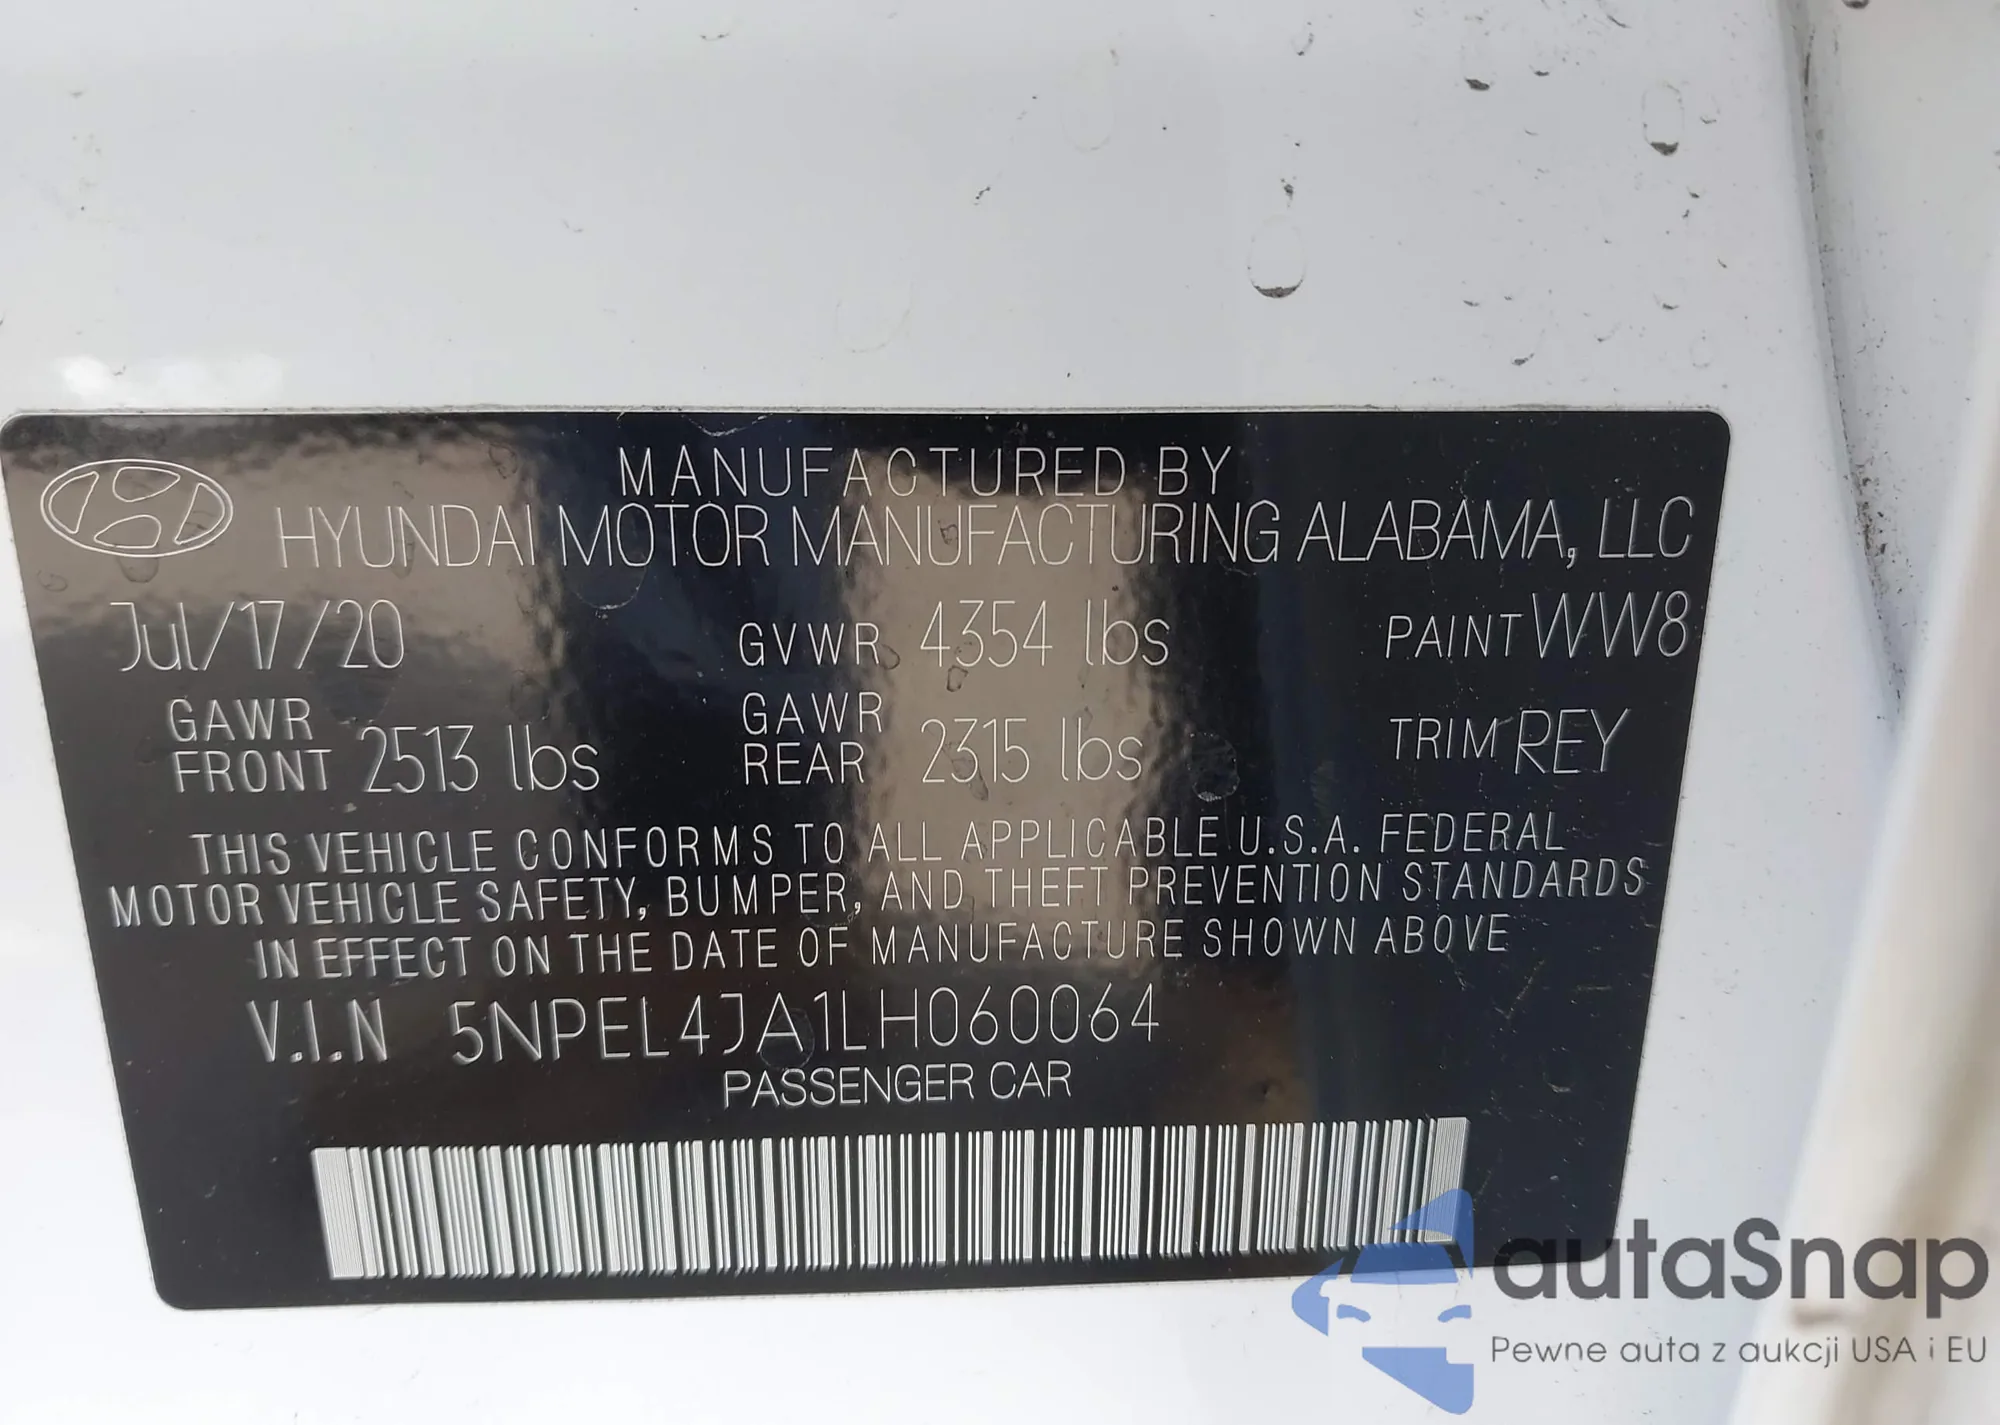 MANUFACTURED BY
HYUNDAI MOTOR MANUFACTURING ALABAMA, LLC
Jul/17/20 GVWR 4354 lbs PAINT WW8
GAWR FRONT 2513 lbs GAWR REAR 2315 lbs TRIM REY
THIS VEHICLE CONFORMS TO ALL APPLICABLE U.S.A. FEDERAL
MOTOR VEHICLE SAFETY, BUMPER, AND THEFT PREVENTION STANDARDS
IN EFFECT ON THE DATE OF MANUFACTURE SHOWN ABOVE
V.I.N 5NPEL4JA1LH060064
PASSENGER CAR
autaSnap
Pewne auta z aukcji USA i EU